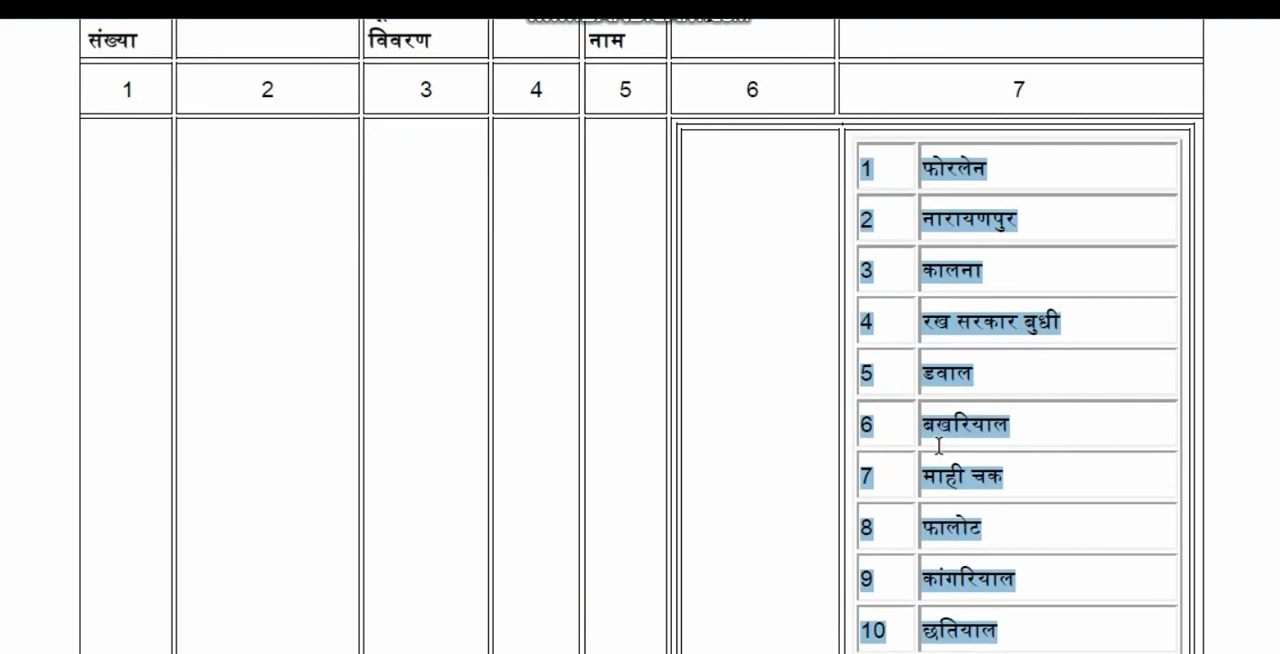 संख्या विवरण नाम
1 2 3 4 5 6 7
1 फोरलेन
2 नारायणपुर
3 कालना
4 रख सरकार बुधी
5 डवाल
6 बखरियाल
7 माही चक
8 फालोट
9 कांगरियाल
10 छतियाल